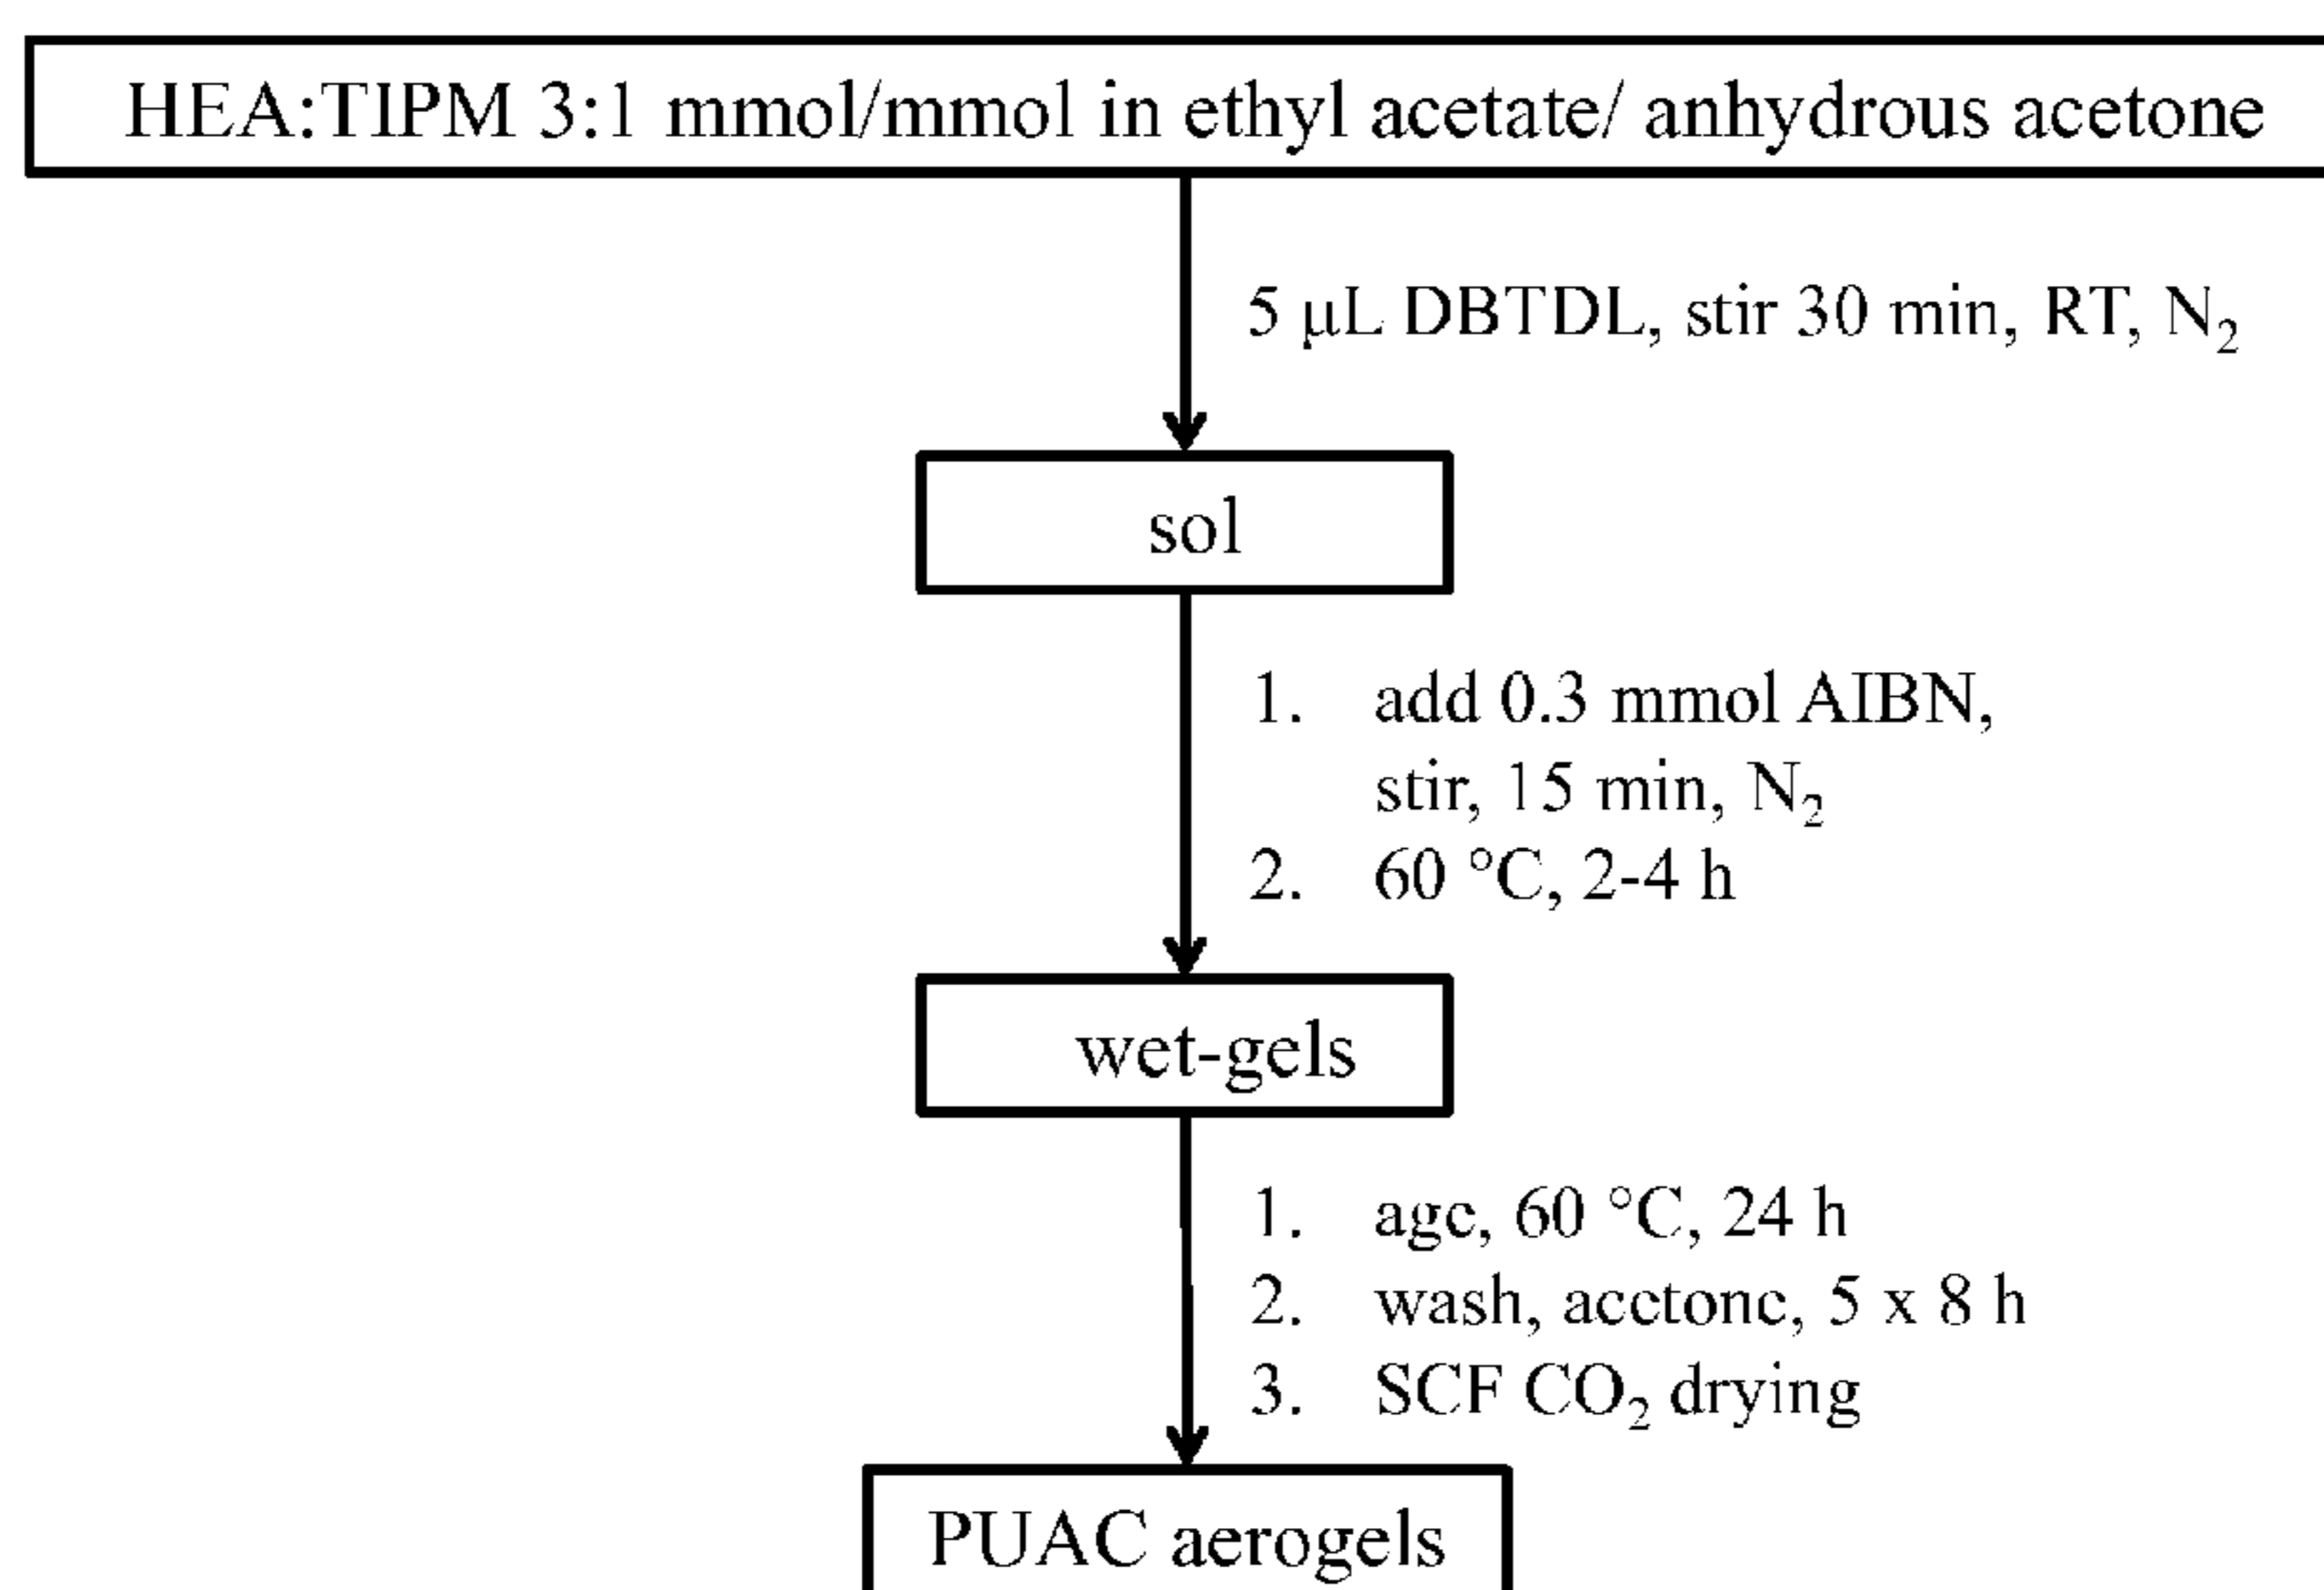 HEA:TIPM 3:1 mmol/mmol in ethyl acetate/ anhydrous acetone
5 μL DBTDL, stir 30 min, RT, N₂
sol
1. add 0.3 mmol AIBN,
stir, 15 min, N₂
2. 60 °C, 2-4 h
wet-gels
1. age, 60 °C, 24 h
2. wash, acetone, 5 x 8 h
3. SCF CO₂ drying
PUAC aerogels